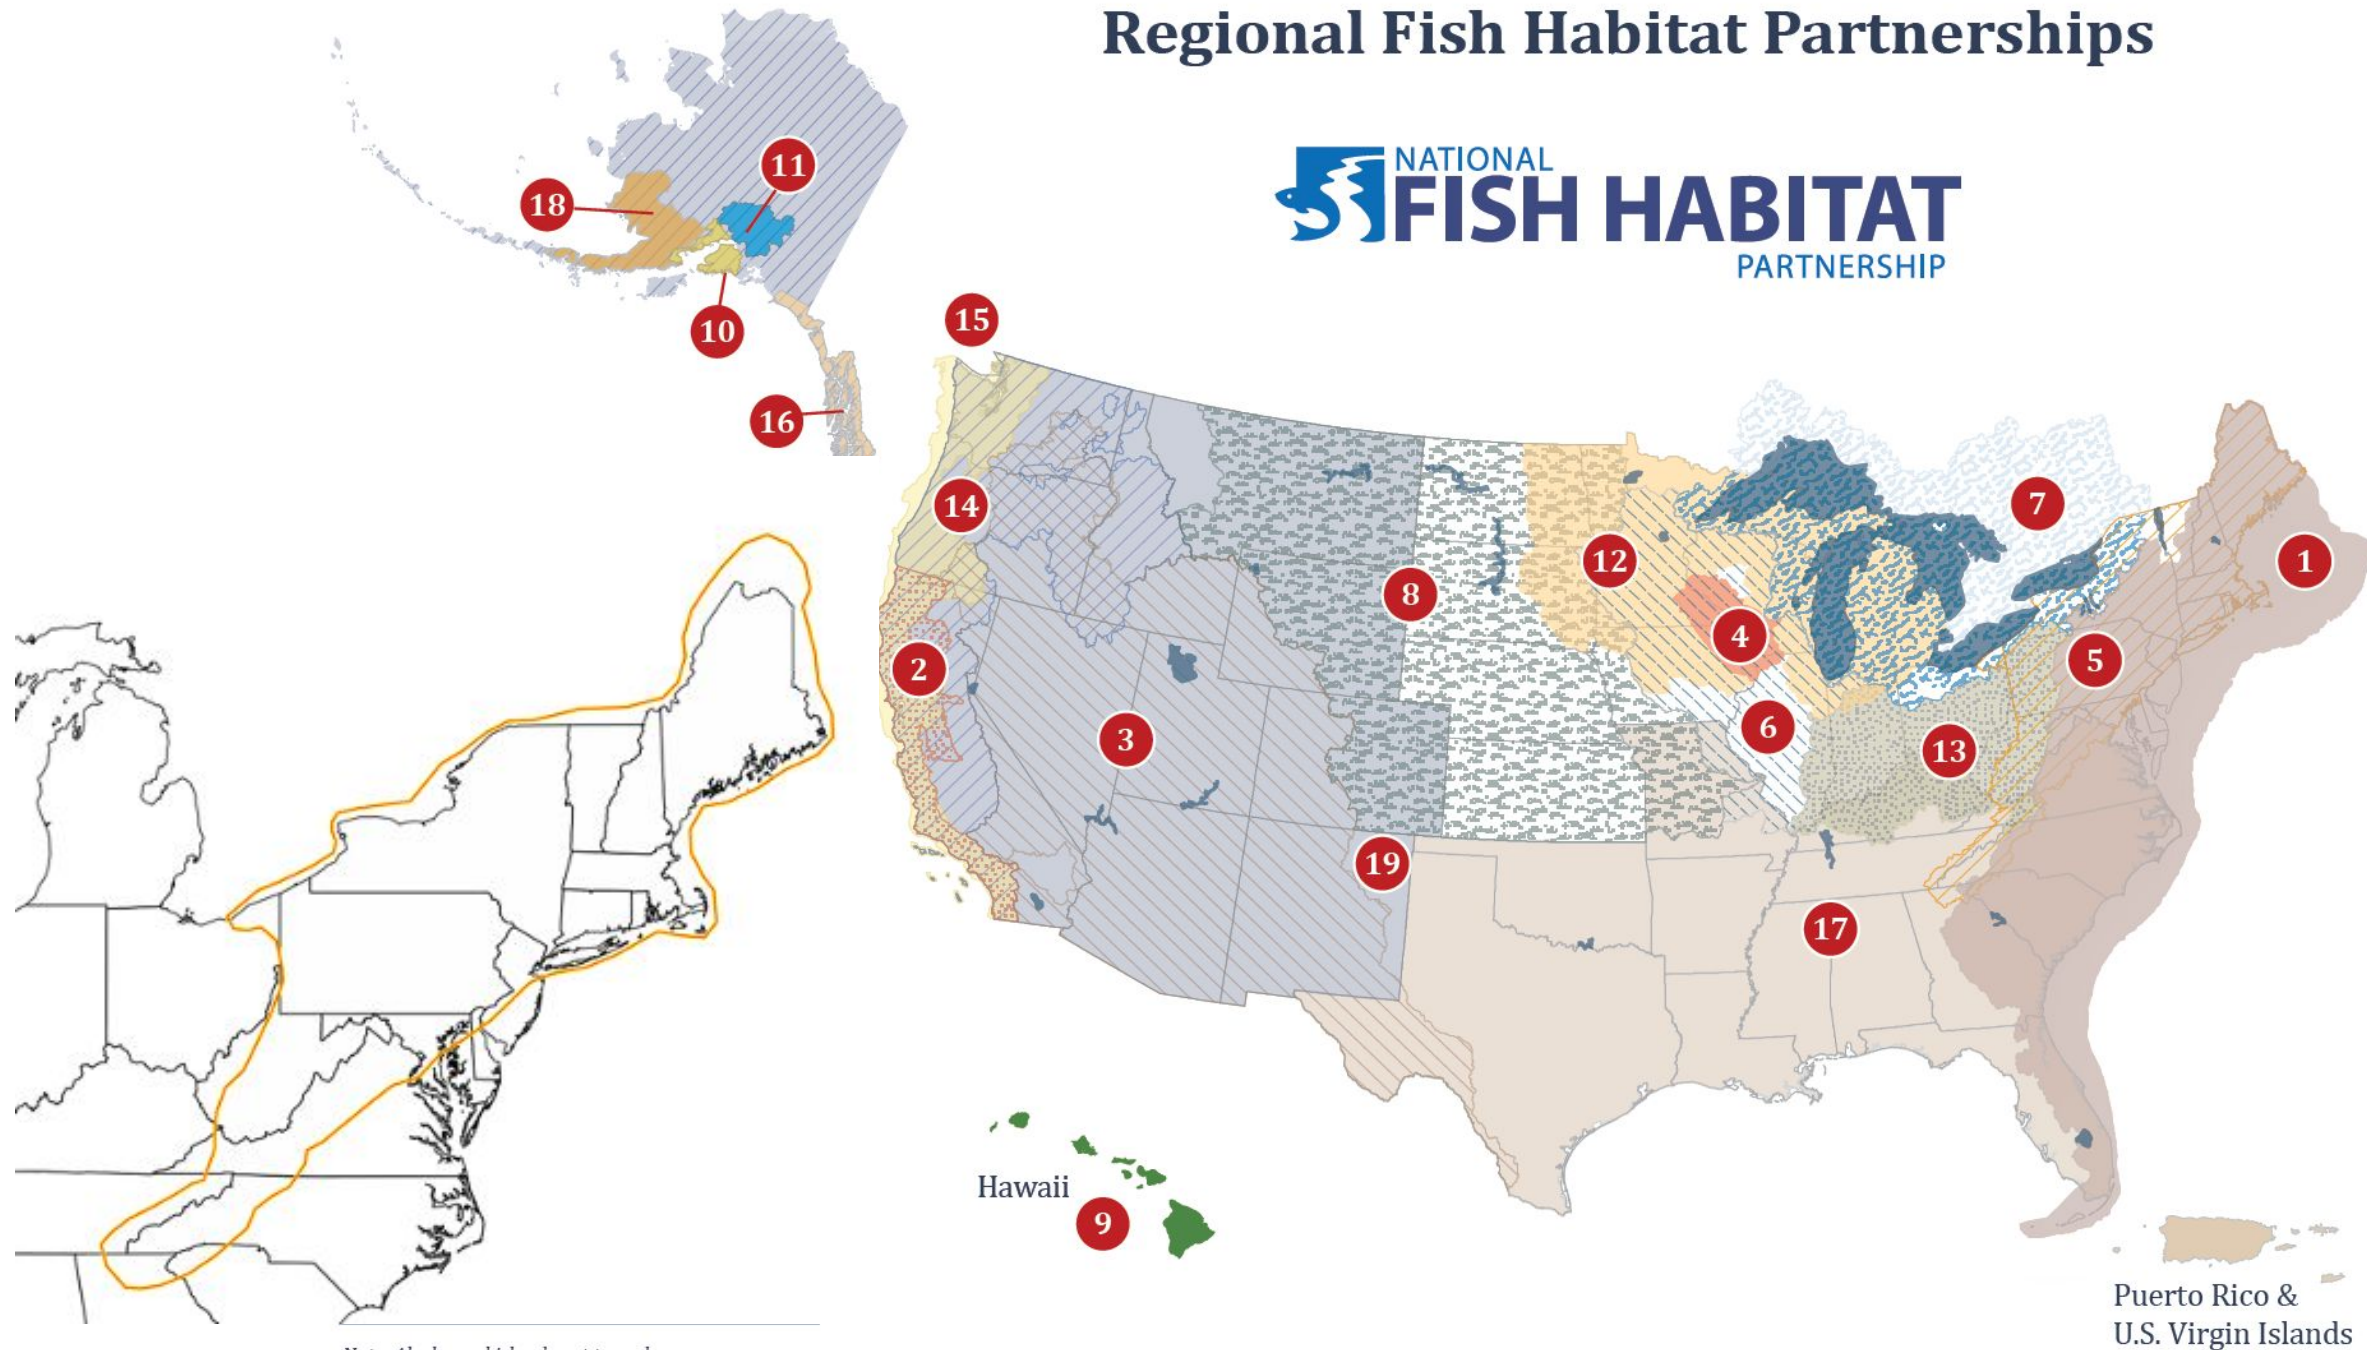 Regional Fish Habitat Partnerships
NATIONAL
FISH HABITAT
PARTNERSHIP
11
18
10
15
16
14
7
12
1
8
4
2
5
6
3
13
19
17
Hawaii
9
Puerto Rico &
U.S. Virgin Islands